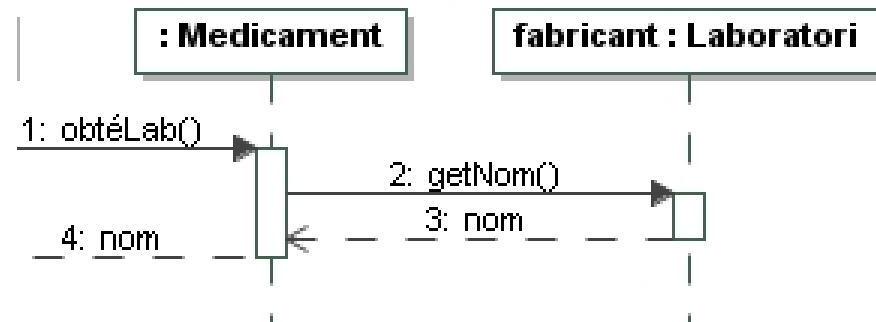 : Medicament
fabricant : Laboratori
1: obtéLab()
2: getNom()
3: nom
4: nom